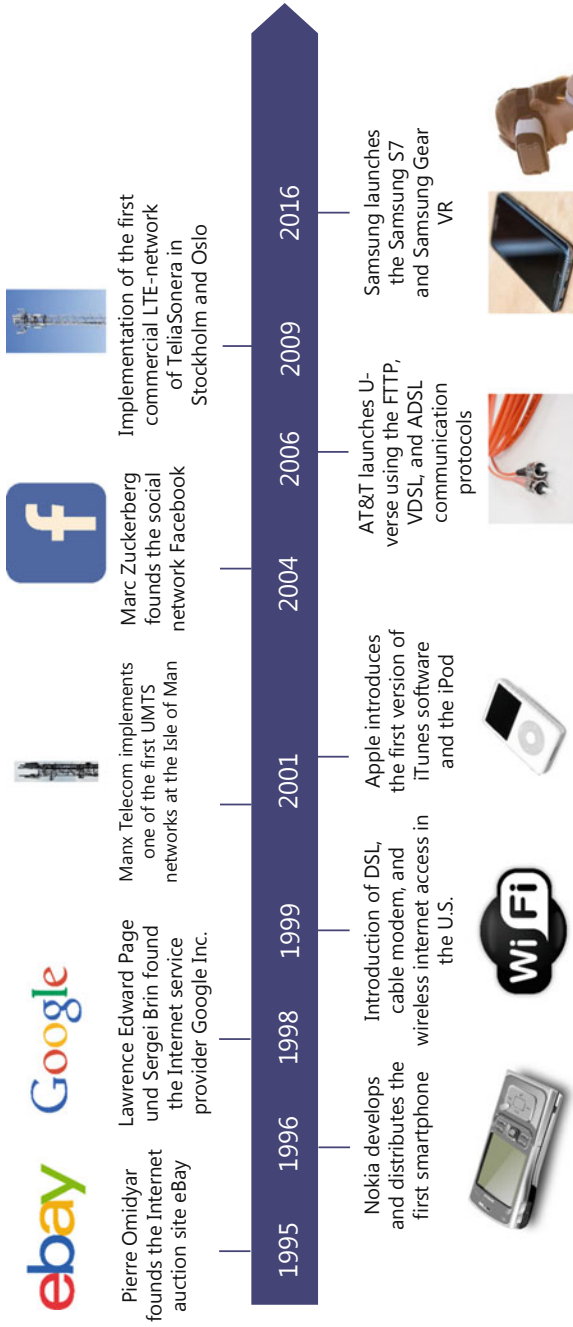 ebay
Pierre Omidyar
founds the Internet
auction site eBay
Google
Lawrence Edward Page
und Sergei Brin found
the Internet service
provider Google Inc.
Manx Telecom implements
one of the first UMTS
networks at the Isle of Man
f
Marc Zuckerberg
founds the social
network Facebook
Implementation of the first
commercial LTE-network
of TeliaSonera in
Stockholm and Oslo
1995
1996
1998
1999
2001
2004
2006
2009
2016
Nokia develops
and distributes the
first smartphone
Introduction of DSL,
cable modem, and
wireless internet access in
the U.S.
Wi Fi
Apple introduces
the first version of
iTunes software
and the iPod
AT&T launches U-
verse using the FTTP,
VDSL, and ADSL
communication
protocols
Samsung launches
the Samsung S7
and Samsung Gear
VR